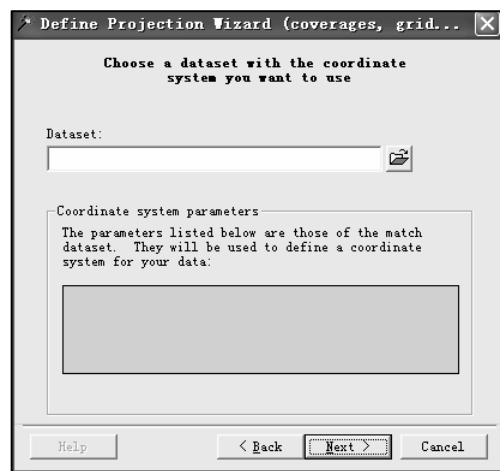 Define Projection Wizard (coverages, grid...
Choose a dataset with the coordinate
system you want to use
Dataset:
Coordinate system parameters
The parameters listed below are those of the match
dataset. They will be used to define a coordinate
system for your data:
Help
< Back
Next >
Cancel